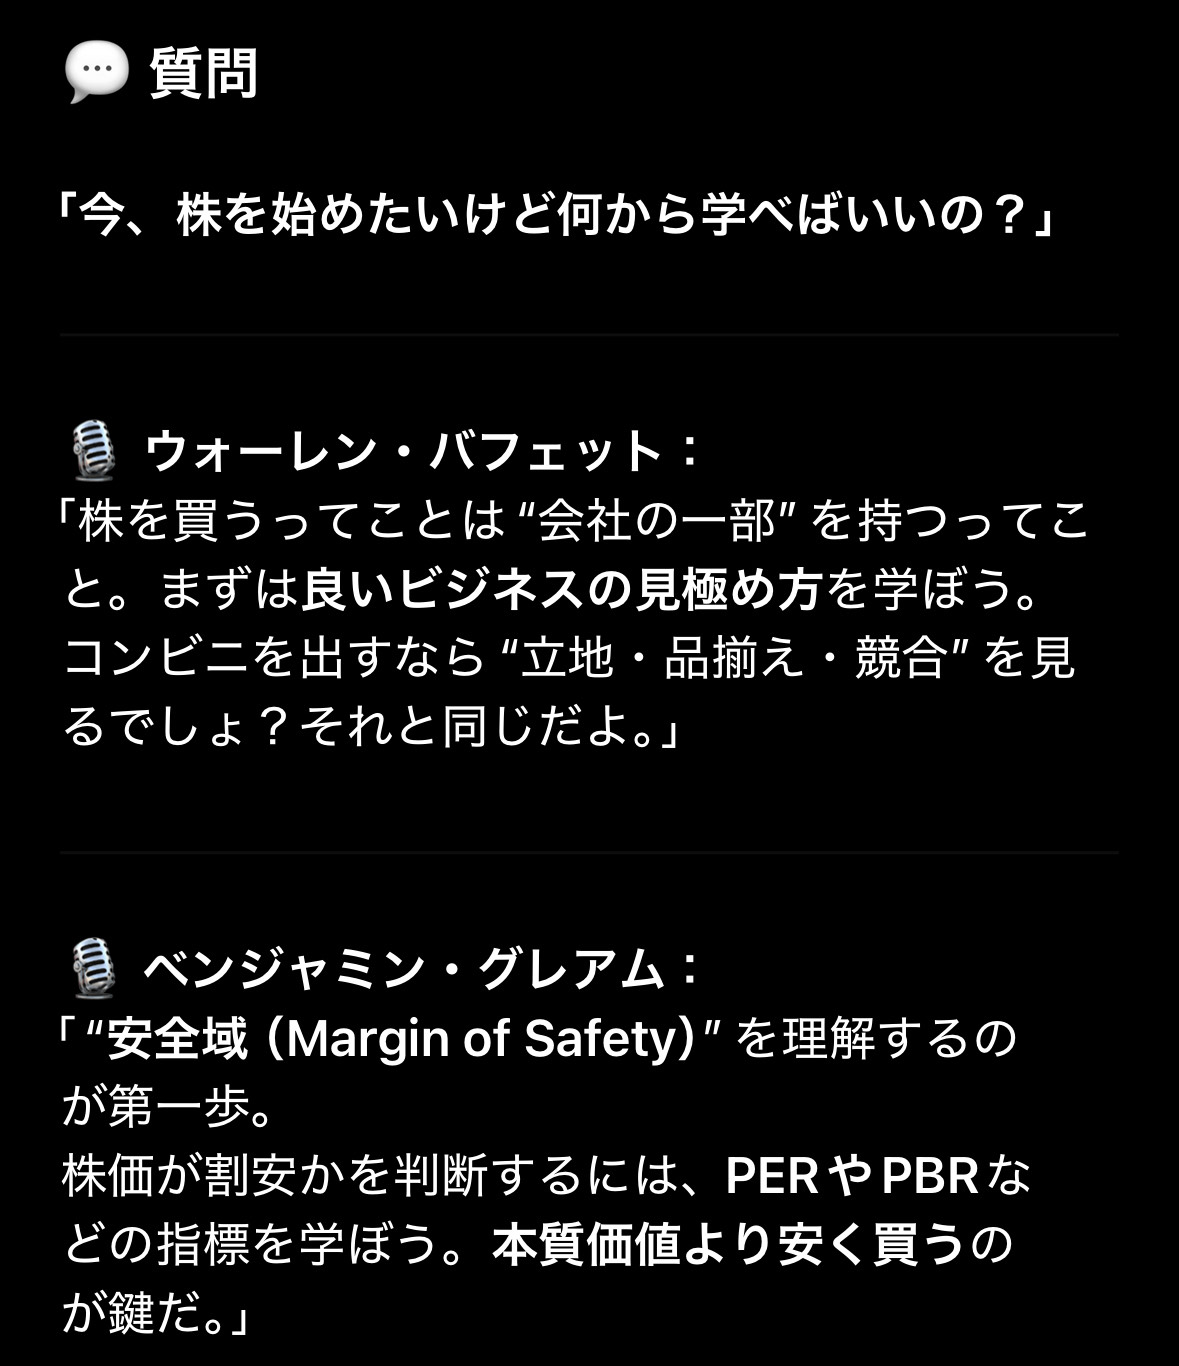 💬 質問
「今、株を始めたいけど何から学べばいいの？」
🎙️ ウォーレン・バフェット：
「株を買うってことは “会社の一部” を持つってこ
と。まずは良いビジネスの見極め方を学ぼう。
コンビニを出すなら “立地・品揃え・競合” を見
るでしょ？それと同じだよ。」
🎙️ ベンジャミン・グレアム：
「 “安全域（Margin of Safety）” を理解するの
が第一歩。
株価が割安かを判断するには、PERやPBRな
どの指標を学ぼう。本質価値より安く買うの
が鍵だ。」